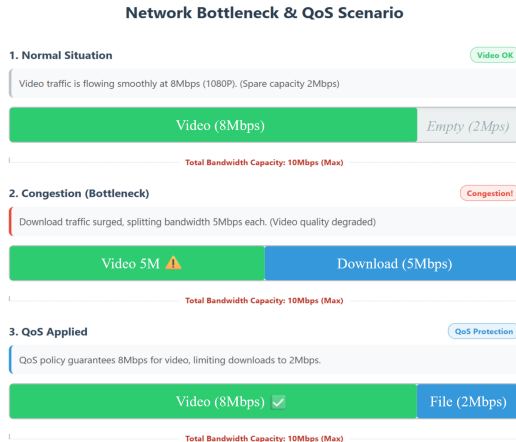 Network Bottleneck & QoS Scenario
1. Normal Situation
Video OK
Video traffic is flowing smoothly at 8Mbps (1080P). (Spare capacity 2Mbps)
Video (8Mbps)
Empty (2Mps)
Total Bandwidth Capacity: 10Mbps (Max)
2. Congestion (Bottleneck)
Congestion!
Download traffic surged, splitting bandwidth 5Mbps each. (Video quality degraded)
Video 5M ⚠️
Download (5Mbps)
Total Bandwidth Capacity: 10Mbps (Max)
3. QoS Applied
QoS Protection
QoS policy guarantees 8Mbps for video, limiting downloads to 2Mbps.
Video (8Mbps) ✅
File (2Mbps)
Total Bandwidth Capacity: 10Mbps (Max)